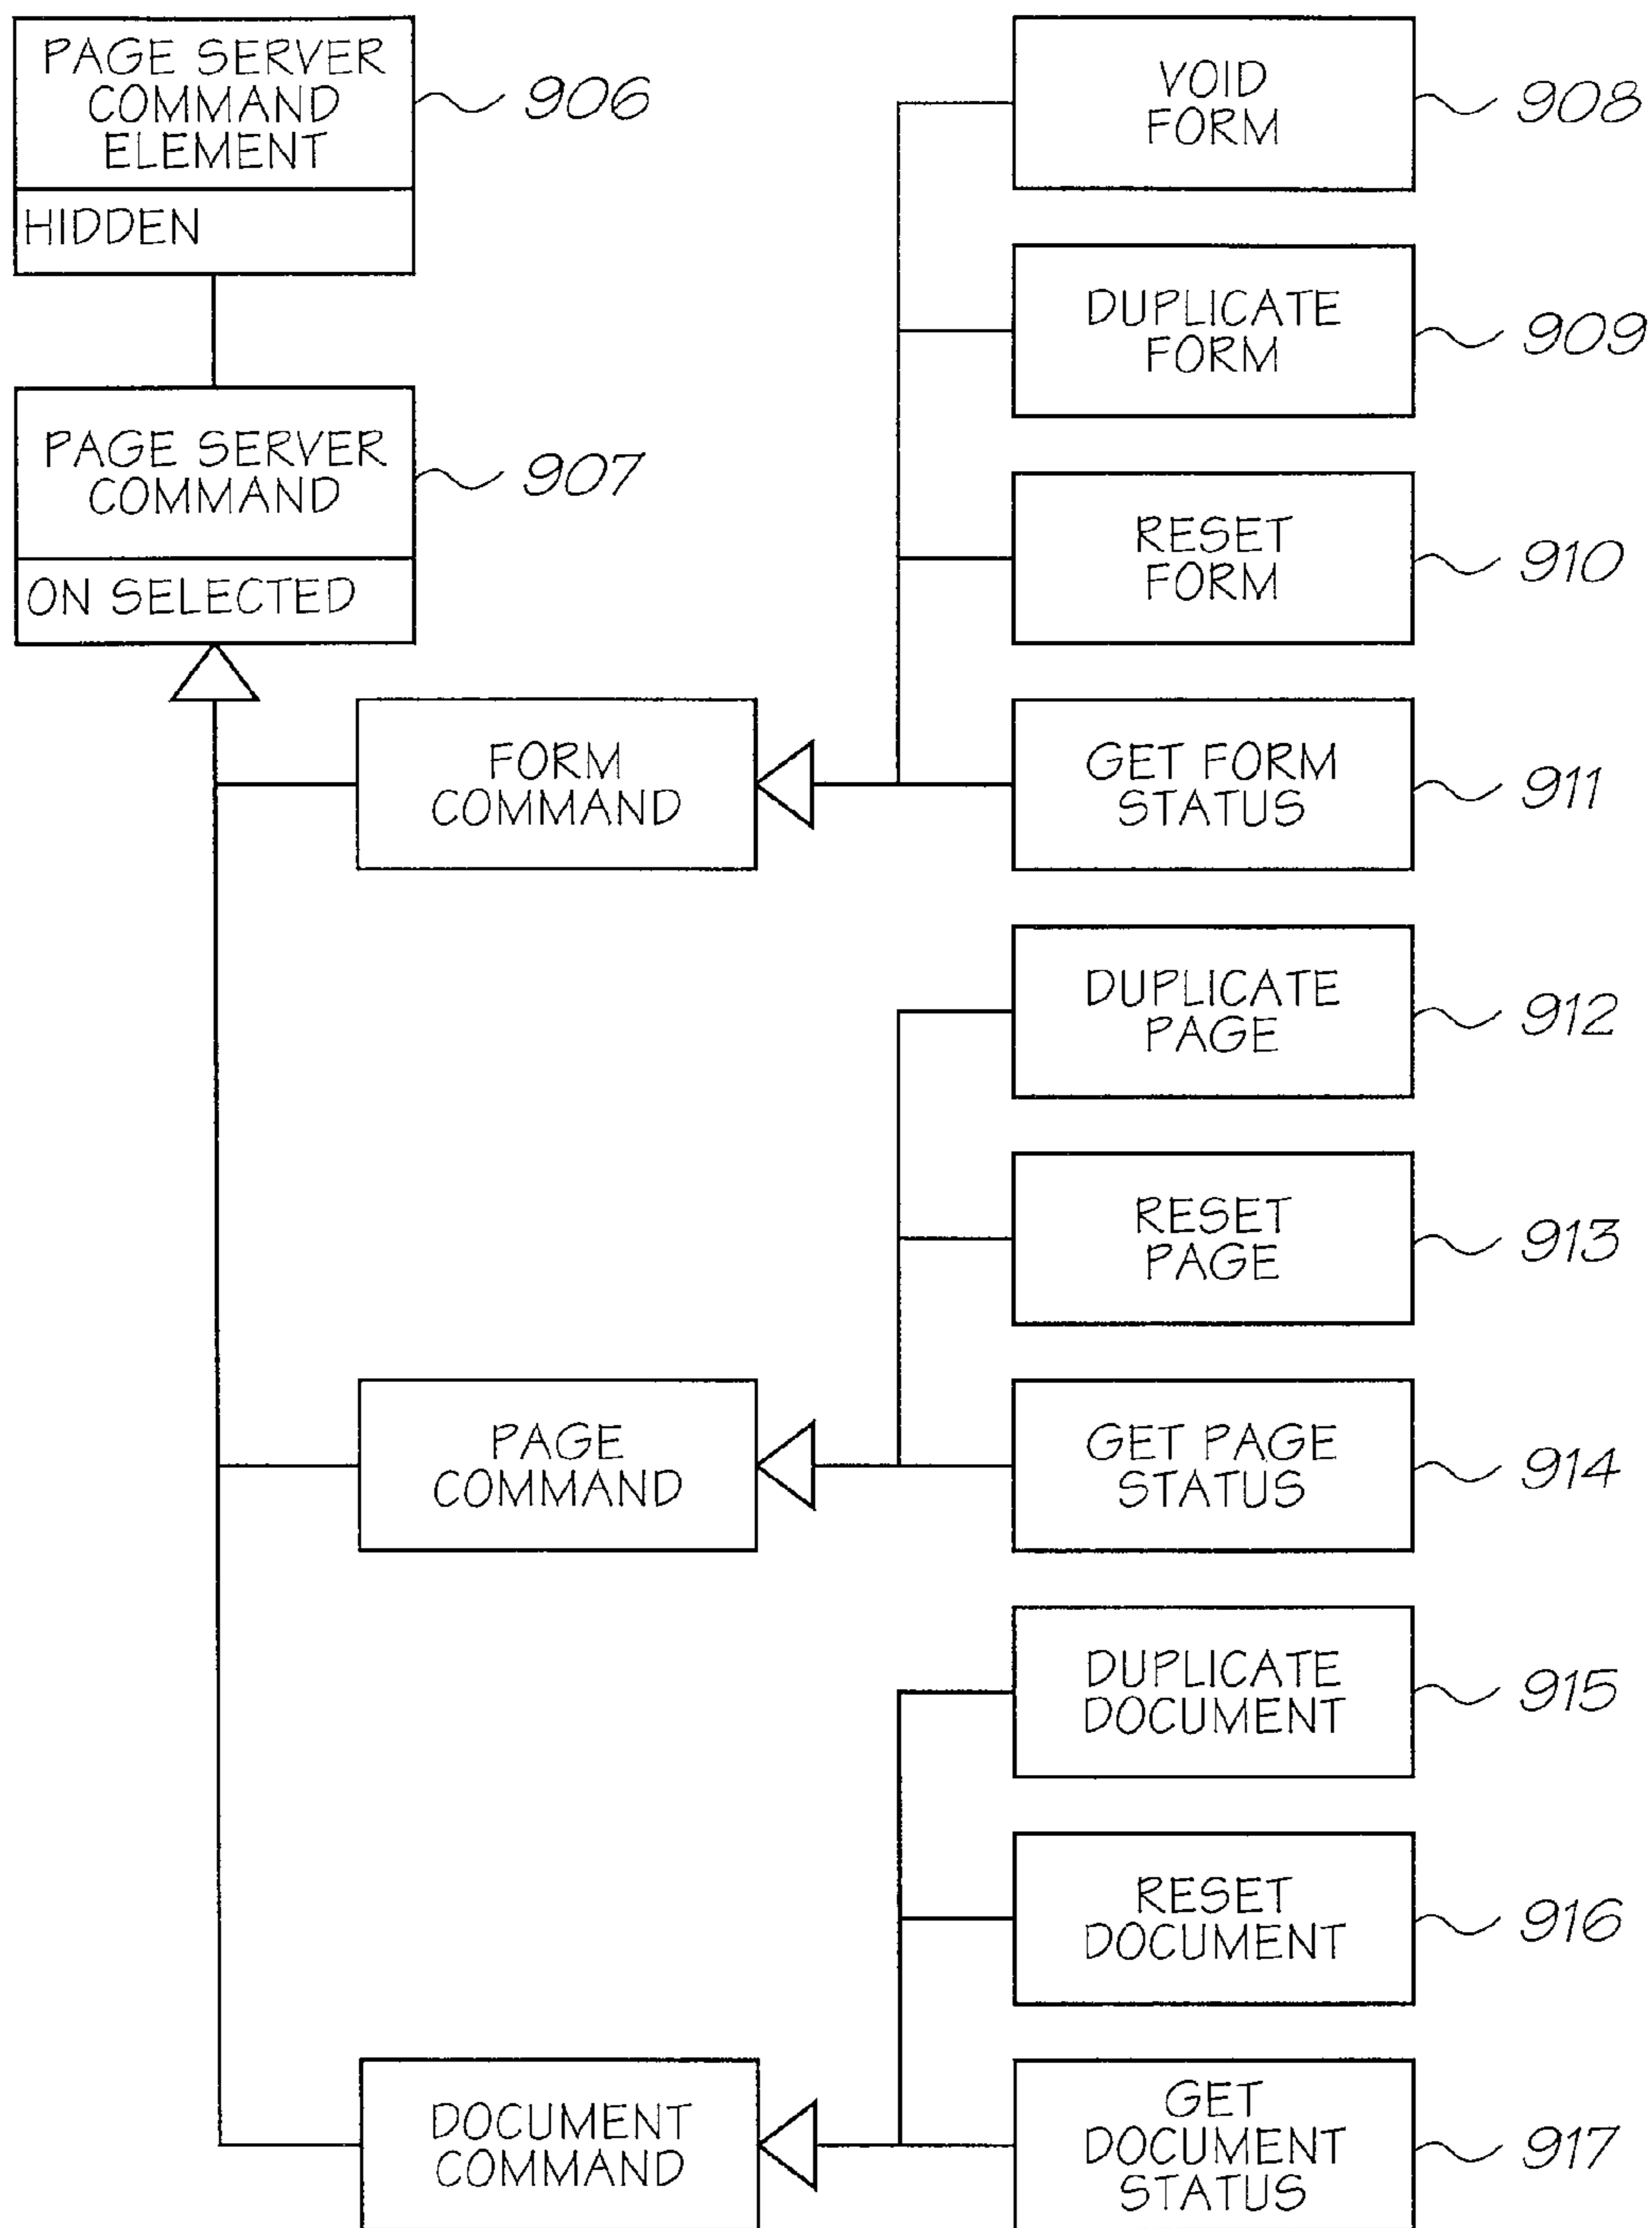 PAGE SERVER
COMMAND
ELEMENT
906
HIDDEN
PAGE SERVER
COMMAND
907
ON SELECTED
VOID
FORM
908
DUPLICATE
FORM
909
RESET
FORM
910
FORM
COMMAND
GET FORM
STATUS
911
DUPLICATE
PAGE
912
RESET
PAGE
913
PAGE
COMMAND
GET PAGE
STATUS
914
DUPLICATE
DOCUMENT
915
RESET
DOCUMENT
916
DOCUMENT
COMMAND
GET
DOCUMENT
STATUS
917